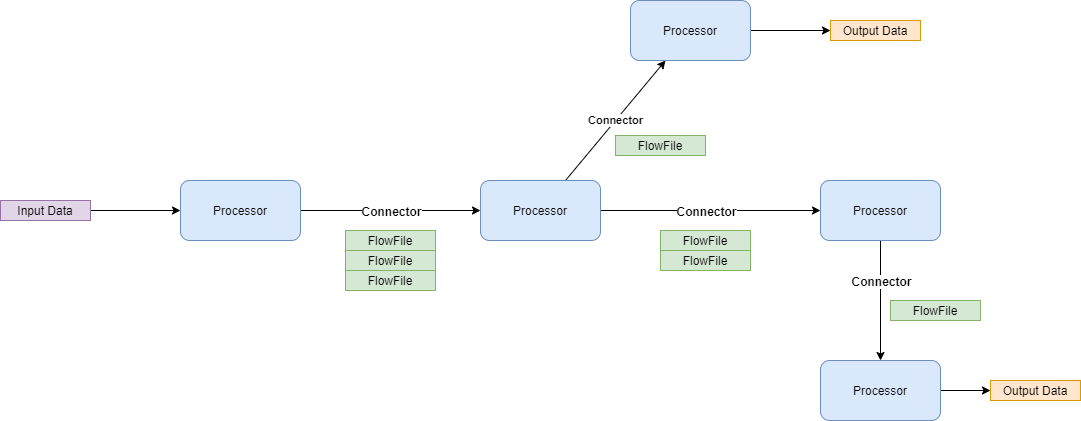 Processor
Output Data
Connector
FlowFile
Input Data
Processor
Connector
FlowFile
FlowFile
FlowFile
Processor
Connector
FlowFile
FlowFile
Processor
Connector
FlowFile
Processor
Output Data